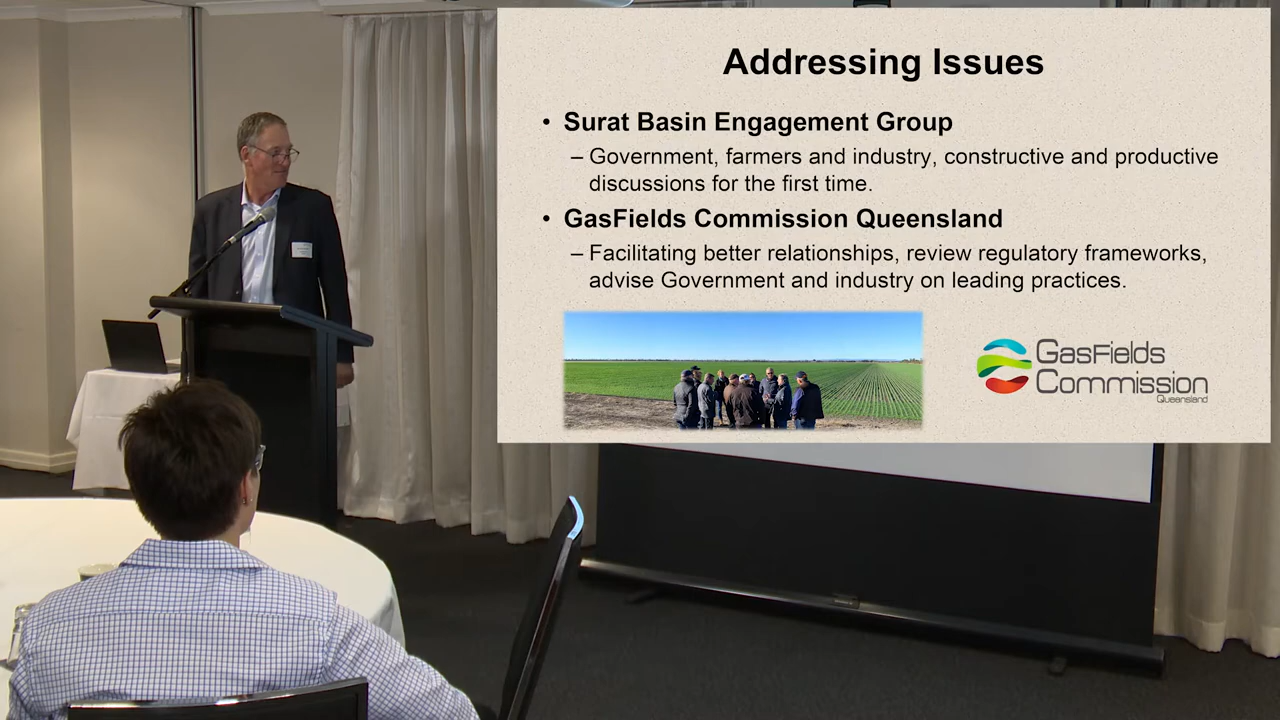 Addressing Issues
• Surat Basin Engagement Group
– Government, farmers and industry, constructive and productive
discussions for the first time.
• GasFields Commission Queensland
– Facilitating better relationships, review regulatory frameworks,
advise Government and industry on leading practices.
GasFields
Commission
Queensland